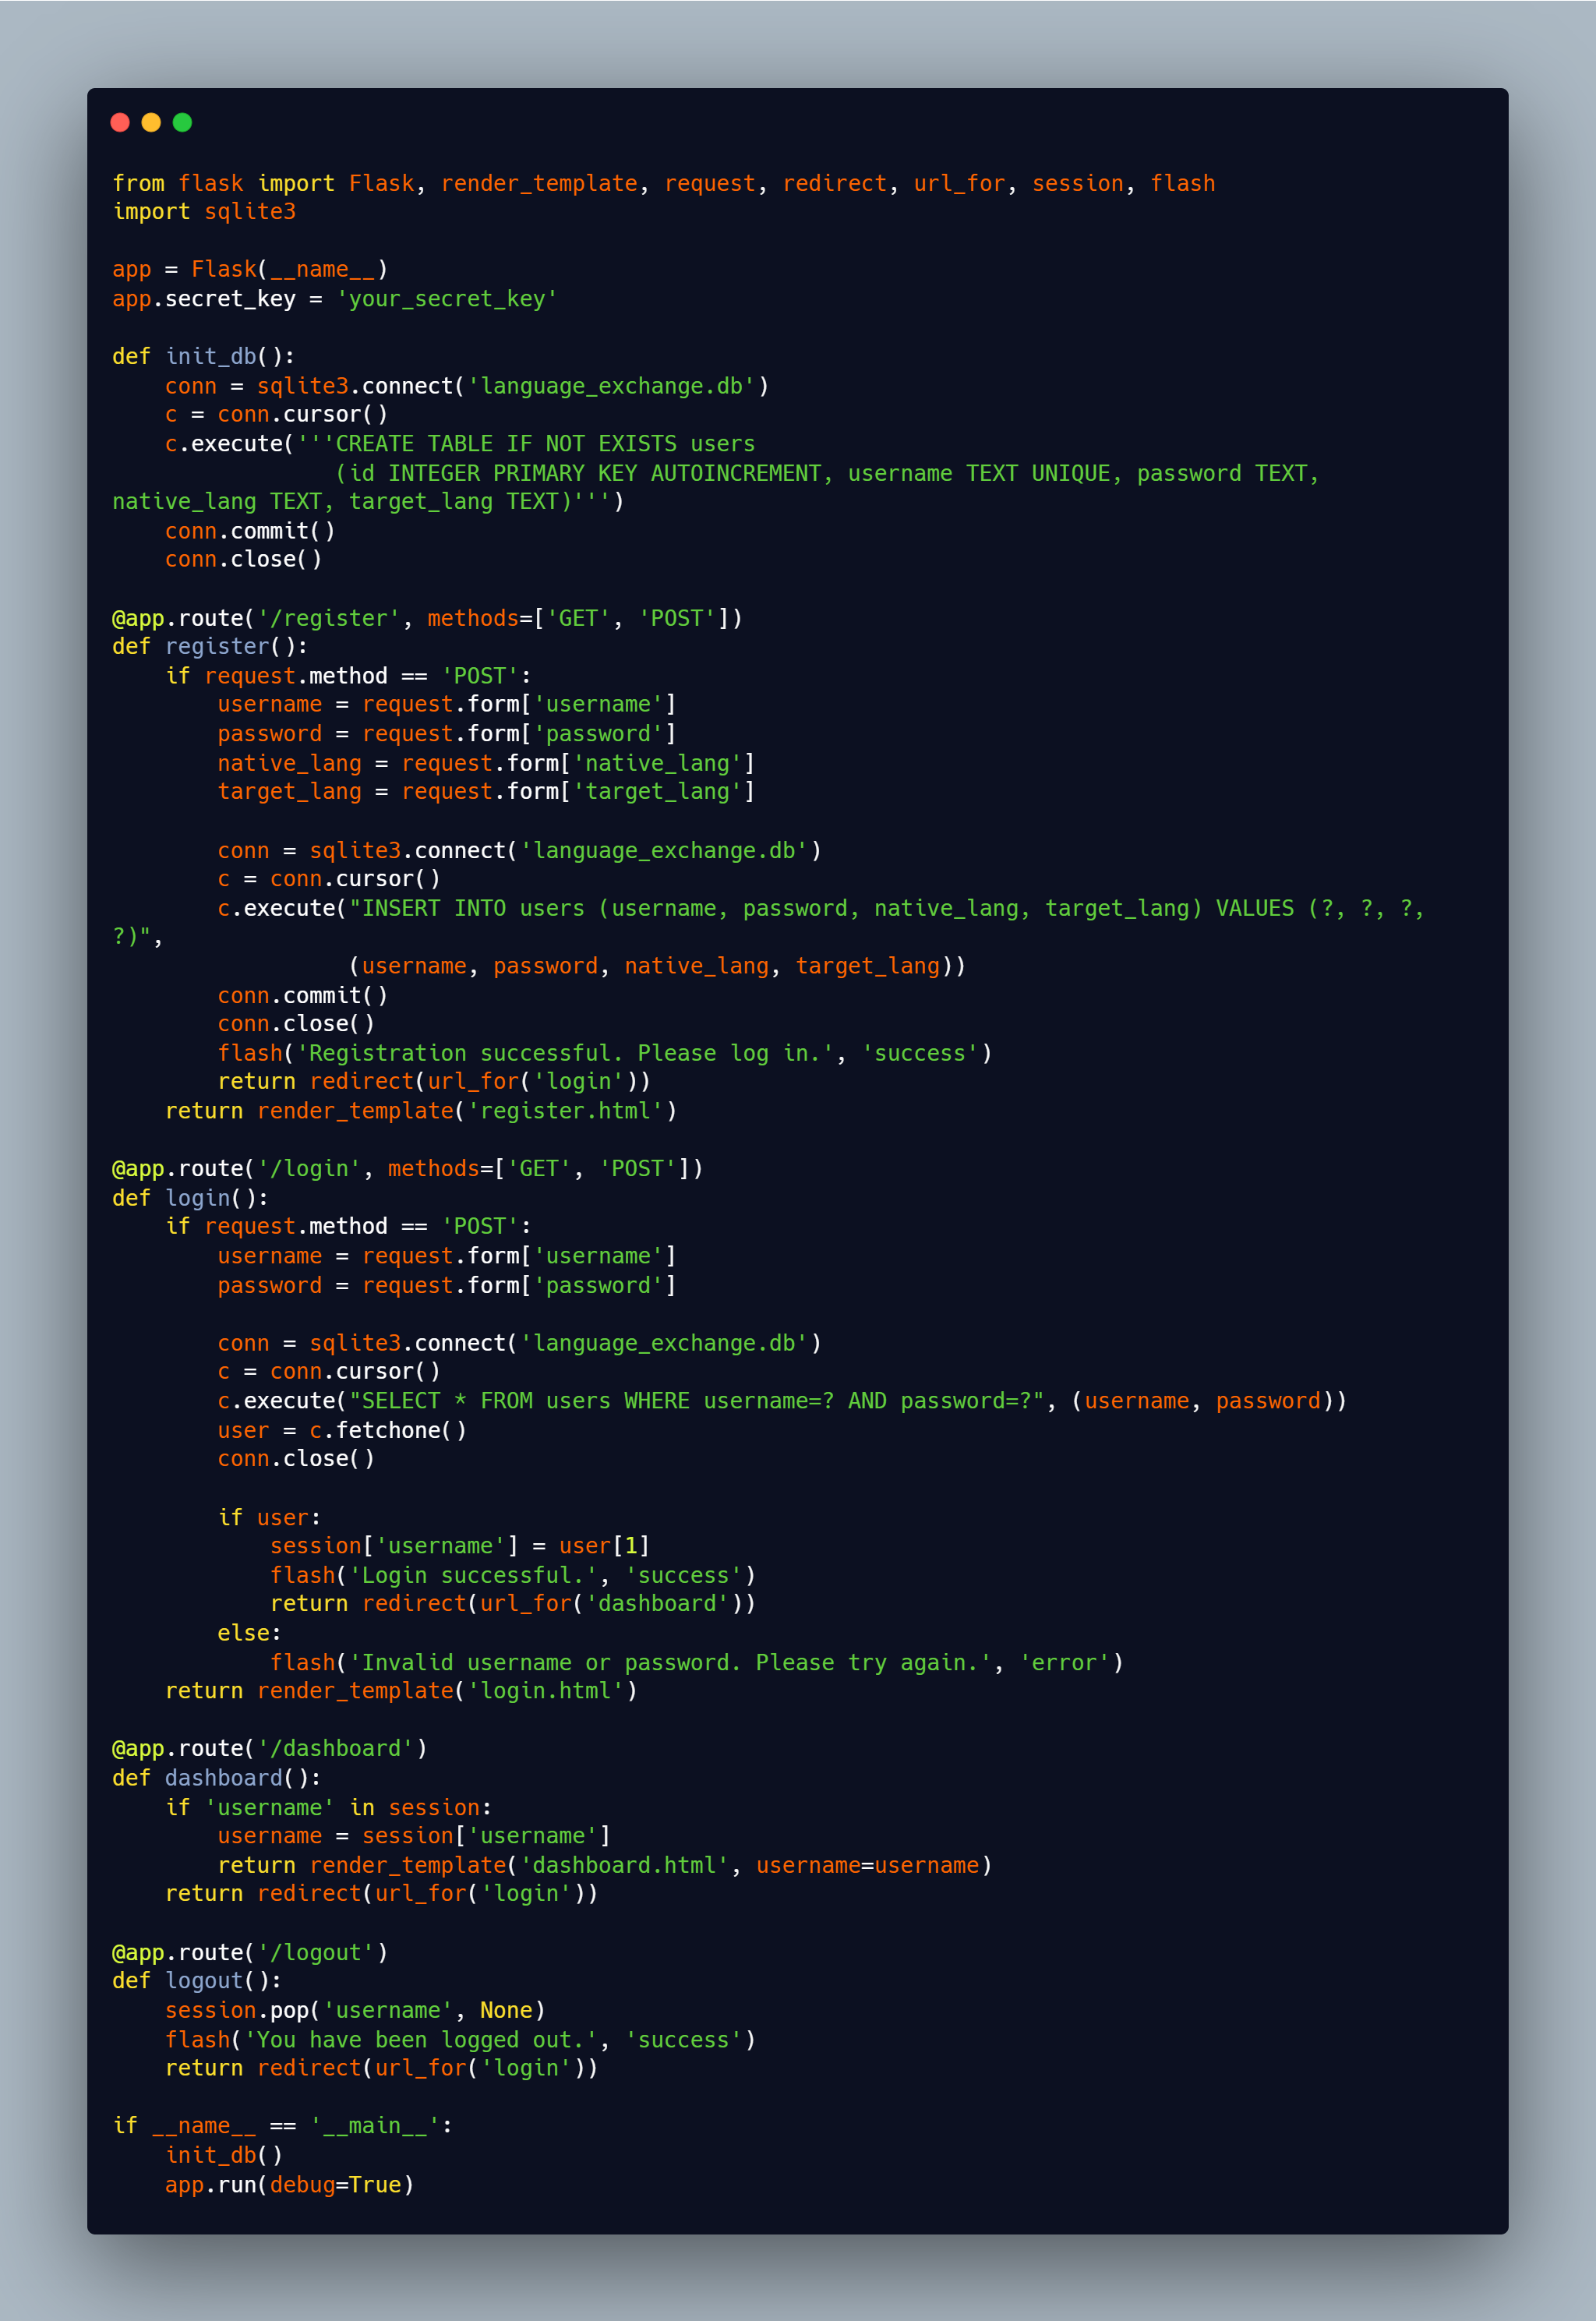 from flask import Flask, render_template, request, redirect, url_for, session, flash
import sqlite3

app = Flask(__name__)
app.secret_key = 'your_secret_key'

def init_db():
    conn = sqlite3.connect('language_exchange.db')
    c = conn.cursor()
    c.execute('''CREATE TABLE IF NOT EXISTS users
                 (id INTEGER PRIMARY KEY AUTOINCREMENT, username TEXT UNIQUE, password TEXT,
native_lang TEXT, target_lang TEXT)''')
    conn.commit()
    conn.close()

@app.route('/register', methods=['GET', 'POST'])
def register():
    if request.method == 'POST':
        username = request.form['username']
        password = request.form['password']
        native_lang = request.form['native_lang']
        target_lang = request.form['target_lang']

        conn = sqlite3.connect('language_exchange.db')
        c = conn.cursor()
        c.execute("INSERT INTO users (username, password, native_lang, target_lang) VALUES (?, ?, ?,
?)",
                  (username, password, native_lang, target_lang))
        conn.commit()
        conn.close()
        flash('Registration successful. Please log in.', 'success')
        return redirect(url_for('login'))
    return render_template('register.html')

@app.route('/login', methods=['GET', 'POST'])
def login():
    if request.method == 'POST':
        username = request.form['username']
        password = request.form['password']

        conn = sqlite3.connect('language_exchange.db')
        c = conn.cursor()
        c.execute("SELECT * FROM users WHERE username=? AND password=?", (username, password))
        user = c.fetchone()
        conn.close()

        if user:
            session['username'] = user[1]
            flash('Login successful.', 'success')
            return redirect(url_for('dashboard'))
        else:
            flash('Invalid username or password. Please try again.', 'error')
    return render_template('login.html')

@app.route('/dashboard')
def dashboard():
    if 'username' in session:
        username = session['username']
        return render_template('dashboard.html', username=username)
    return redirect(url_for('login'))

@app.route('/logout')
def logout():
    session.pop('username', None)
    flash('You have been logged out.', 'success')
    return redirect(url_for('login'))

if __name__ == '__main__':
    init_db()
    app.run(debug=True)